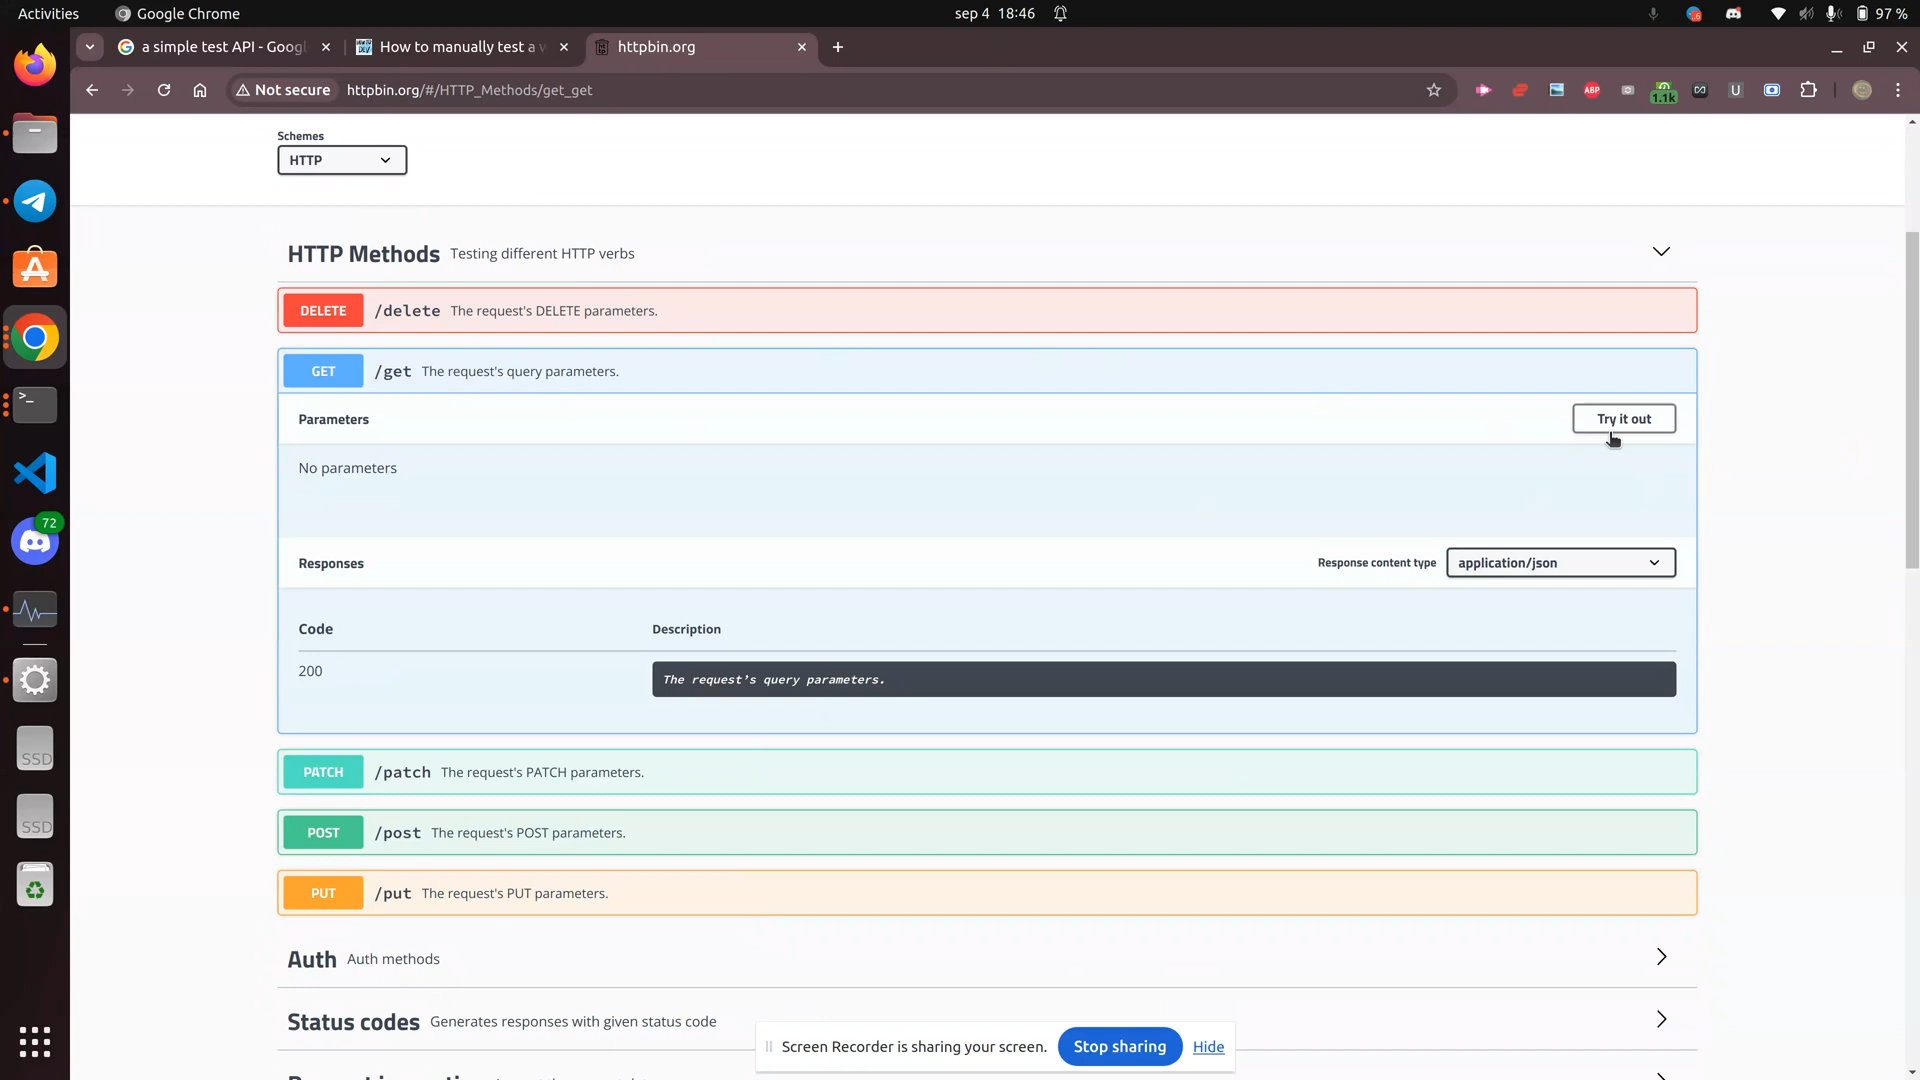 Activities
Google Chrome
sep 4 18:46
97 %
a simple test API - Googl
How to manually test a
httpbin.org
Not secure
httpbin.org/#/HTTP_Methods/get_get
ABP
1.1k
U
Schemes
HTTP
HTTP Methods Testing different HTTP verbs
DELETE /delete The request's DELETE parameters.
GET /get The request's query parameters.
Parameters
Try it out
No parameters
Responses
Response content type
application/json
Code
Description
200
The request's query parameters.
PATCH /patch The request's PATCH parameters.
POST /post The request's POST parameters.
PUT /put The request's PUT parameters.
Auth Auth methods
Status codes Generates responses with given status code
Screen Recorder is sharing your screen.
Stop sharing
Hide
72
SSD
SSD